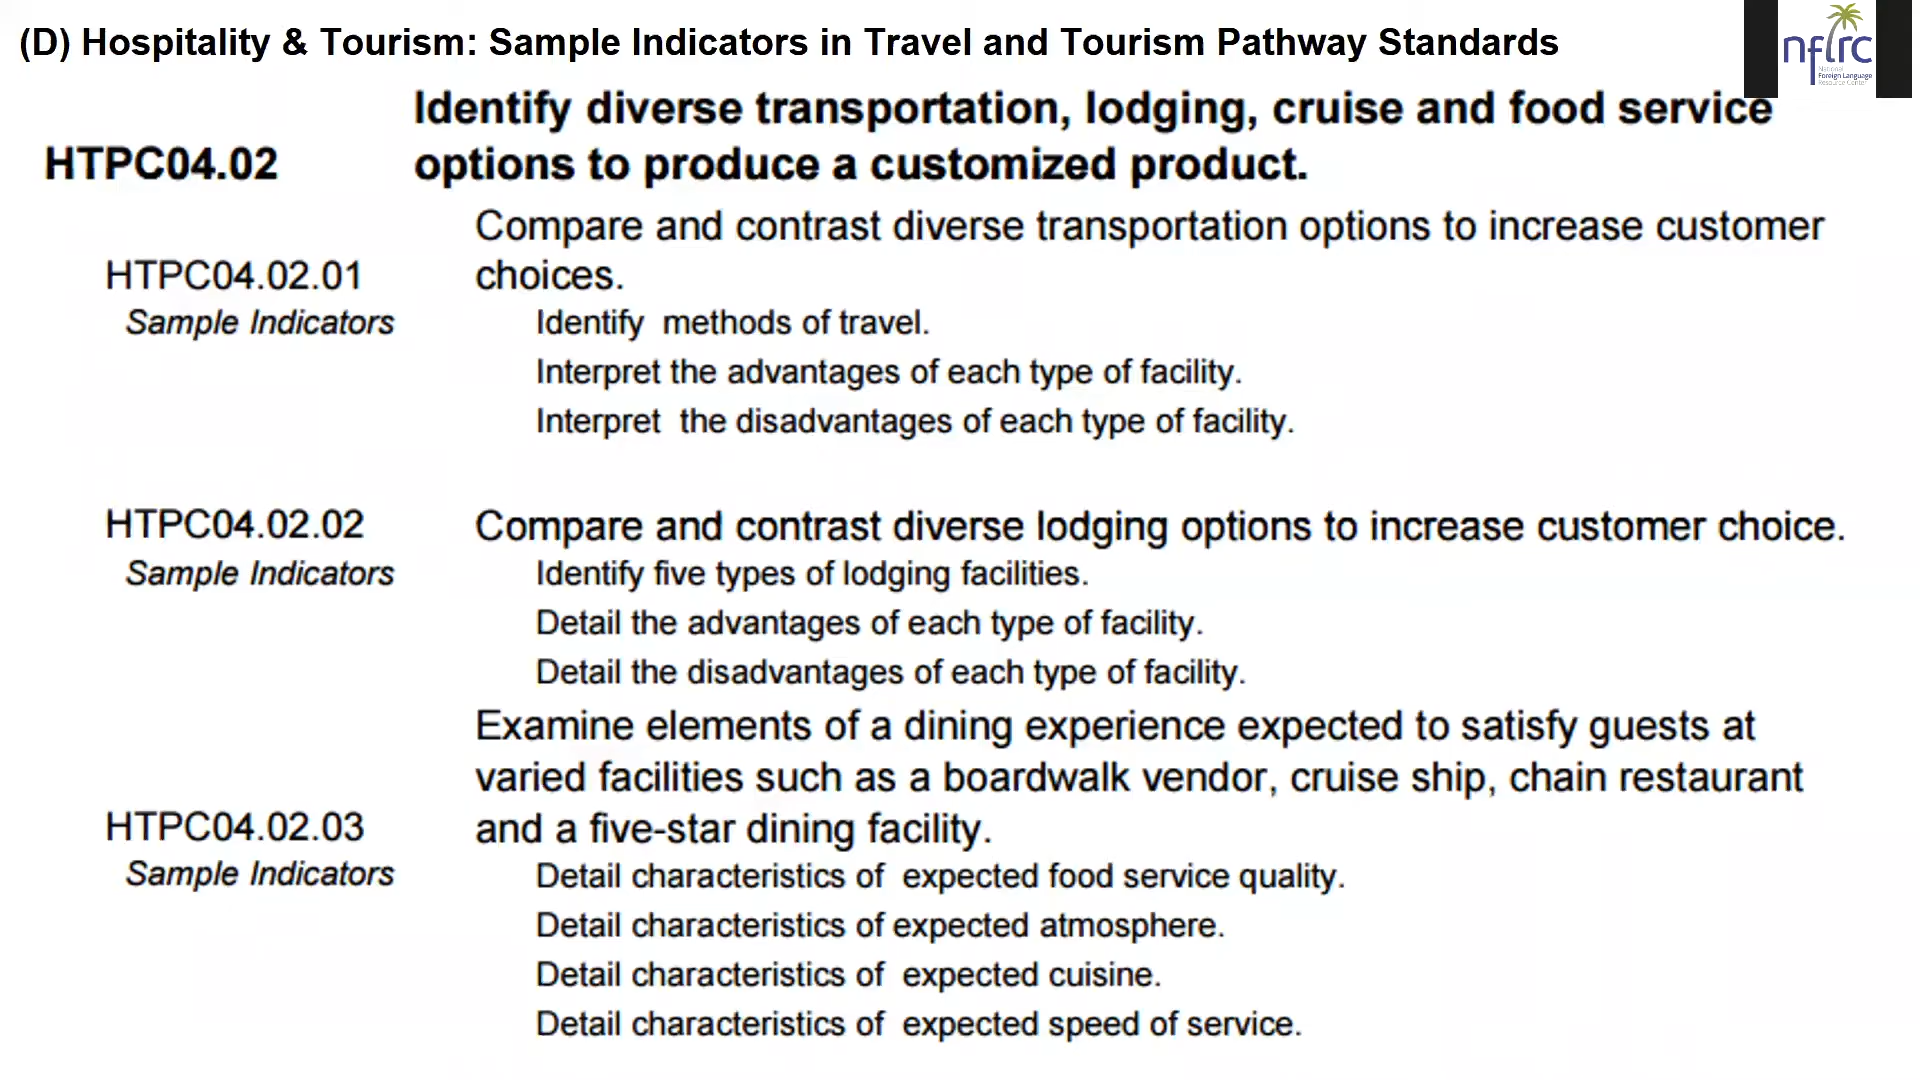 (D) Hospitality & Tourism: Sample Indicators in Travel and Tourism Pathway Standards
nflrc
National
Foreign Language
Resource Center
Identify diverse transportation, lodging, cruise and food service
HTPC04.02 options to produce a customized product.
Compare and contrast diverse transportation options to increase customer
HTPC04.02.01 choices.
Sample Indicators Identify methods of travel.
Interpret the advantages of each type of facility.
Interpret the disadvantages of each type of facility.
HTPC04.02.02 Compare and contrast diverse lodging options to increase customer choice.
Sample Indicators Identify five types of lodging facilities.
Detail the advantages of each type of facility.
Detail the disadvantages of each type of facility.
Examine elements of a dining experience expected to satisfy guests at
varied facilities such as a boardwalk vendor, cruise ship, chain restaurant
HTPC04.02.03 and a five-star dining facility.
Sample Indicators Detail characteristics of expected food service quality.
Detail characteristics of expected atmosphere.
Detail characteristics of expected cuisine.
Detail characteristics of expected speed of service.